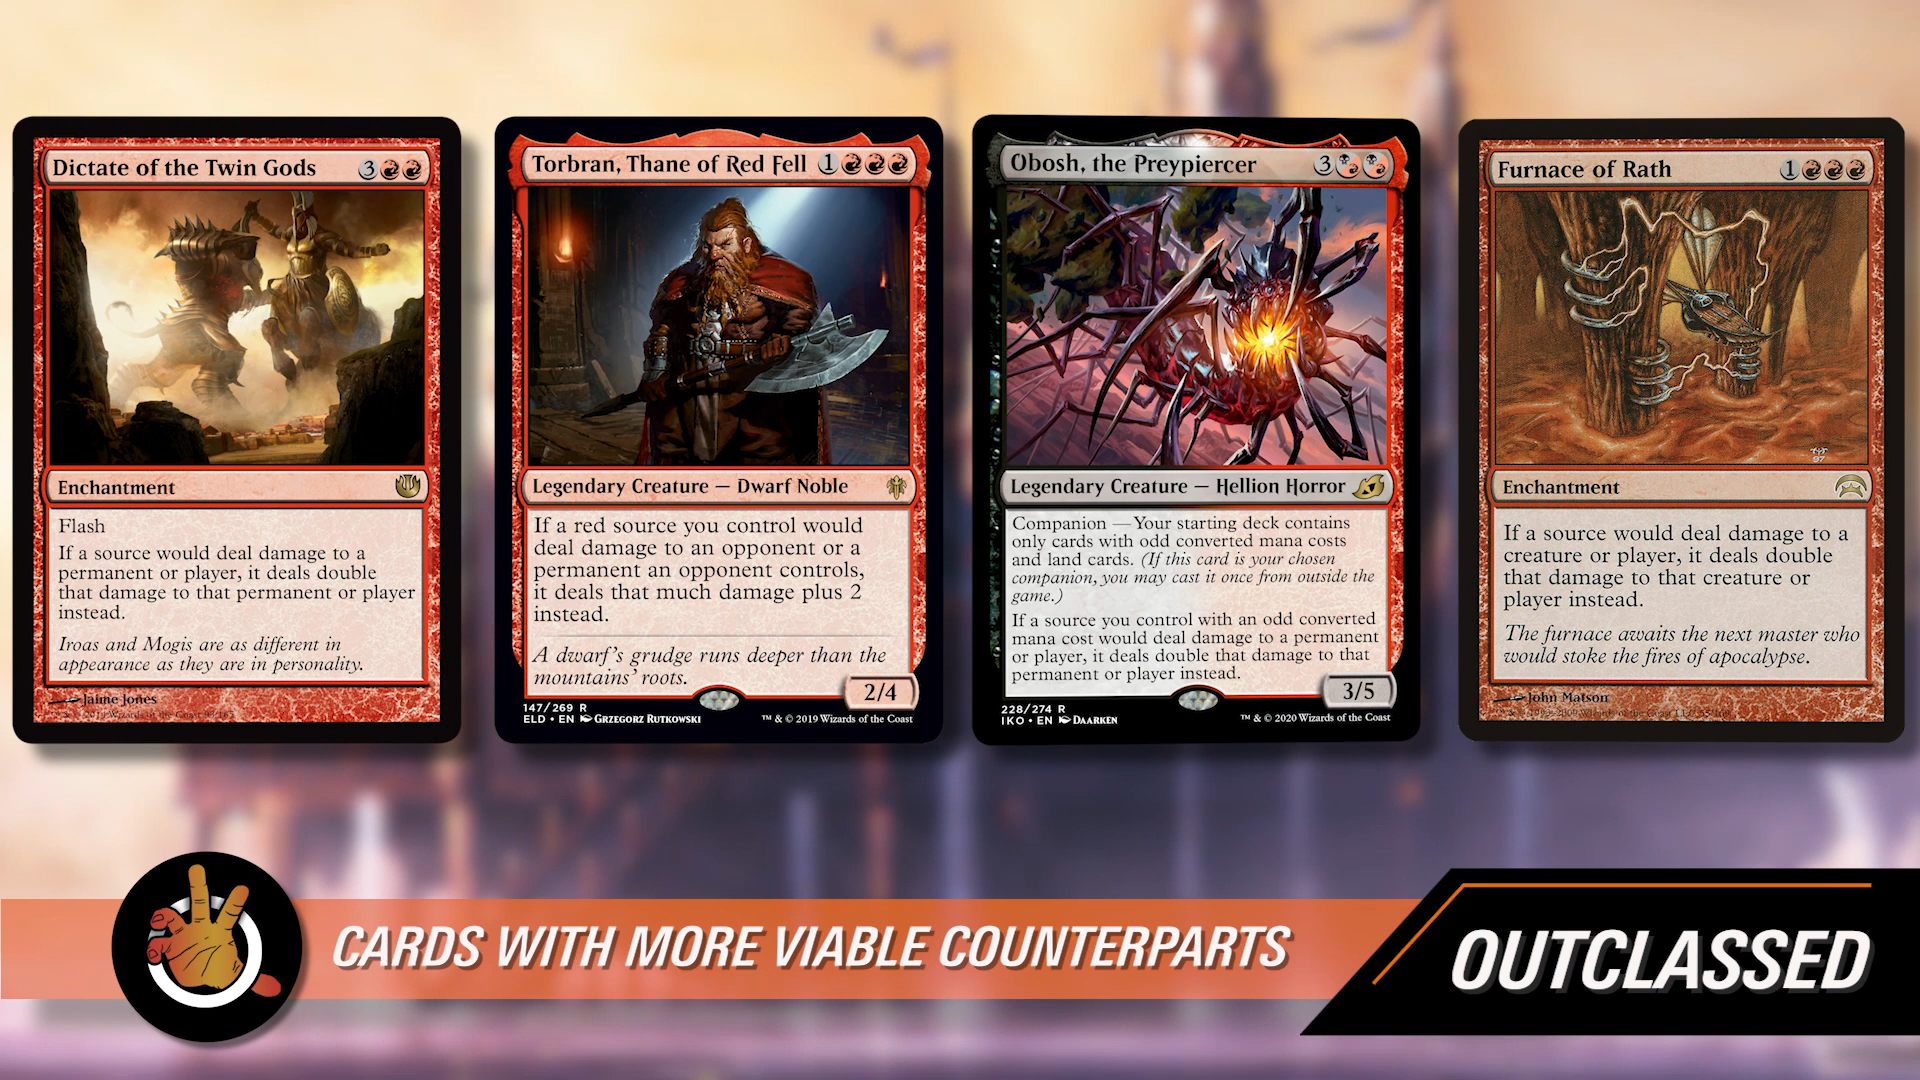 Dictate of the Twin Gods 3
Enchantment
Flash
If a source would deal damage to a
permanent or player, it deals double
that damage to that permanent or player
instead.
Iroas and Mogis are as different in
appearance as they are in personality.
Jaime Jones
Torbran, Thane of Red Fell 1
Legendary Creature — Dwarf Noble
If a red source you control would
deal damage to an opponent or a
permanent an opponent controls,
it deals that much damage plus 2
instead.
A dwarf's grudge runs deeper than the
mountains' roots.
2/4
147/269 R
ELD • EN Grzegorz Rutkowski
™ & © 2019 Wizards of the Coast
Obosh, the Preypiercer 3
Legendary Creature — Hellion Horror
Companion — Your starting deck contains
only cards with odd converted mana costs
and land cards. (If this card is your chosen
companion, you may cast it once from outside the
game.)
If a source you control with an odd converted
mana cost would deal damage to a permanent
or player, it deals double that damage to that
permanent or player instead.
3/5
228/274 R
IKO • EN Daarken
™ & © 2020 Wizards of the Coast
Furnace of Rath 1
97
Enchantment
If a source would deal damage to a
creature or player, it deals double
that damage to that creature or
player instead.
The furnace awaits the next master who
would stoke the fires of apocalypse.
John Matson
CARDS WITH MORE VIABLE COUNTERPARTS
OUTCLASSED